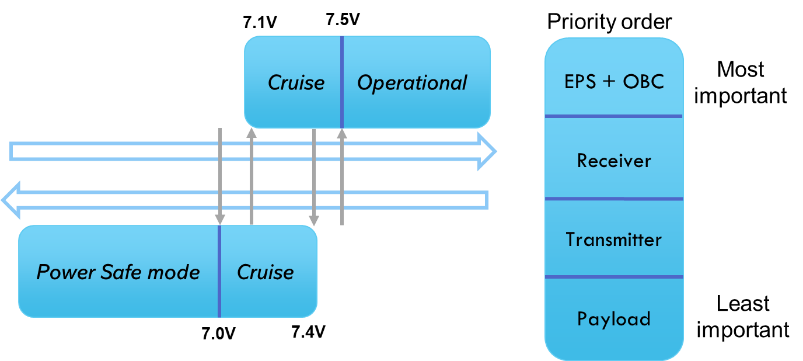 7.1V
7.5V
Cruise
Operational
Power Safe mode
Cruise
7.0V
7.4V
Priority order
EPS + OBC
Receiver
Transmitter
Payload
Most
important
Least
important